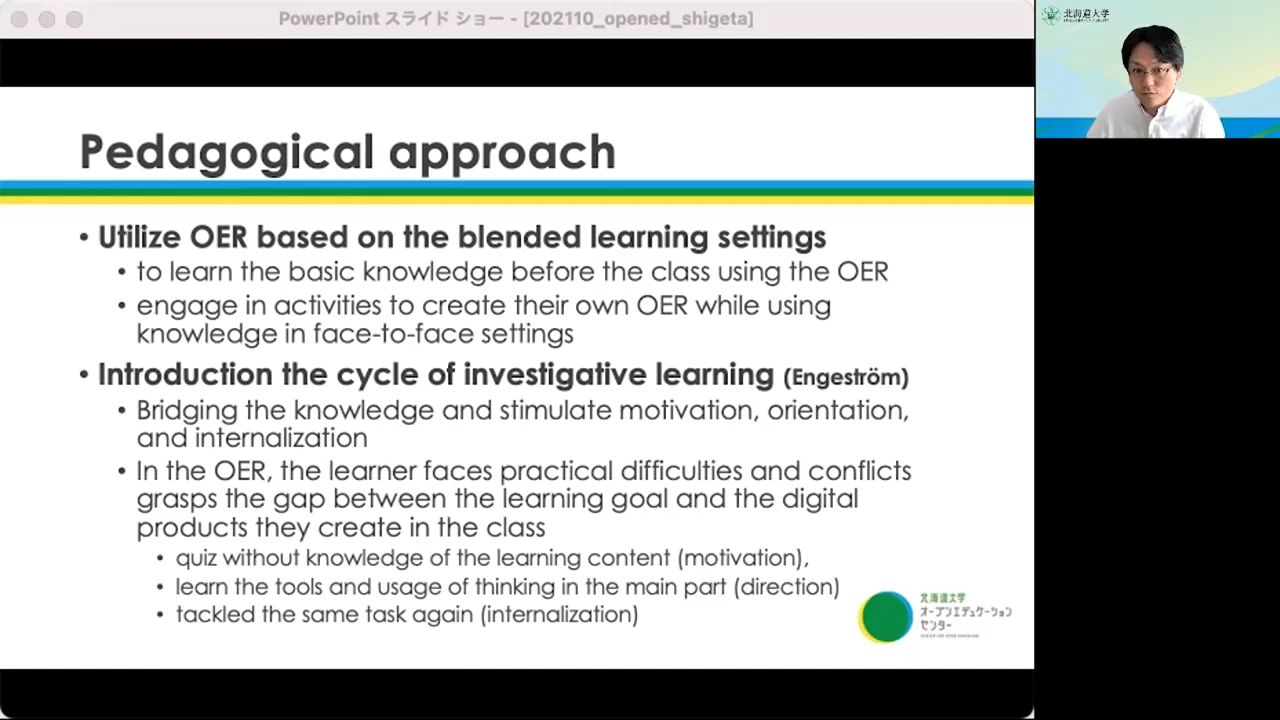 PowerPoint スライド ショー - [202110_opened_shigeta]
北海道大学
Pedagogical approach
• Utilize OER based on the blended learning settings
• to learn the basic knowledge before the class using the OER
• engage in activities to create their own OER while using
knowledge in face-to-face settings
• Introduction the cycle of investigative learning (Engeström)
• Bridging the knowledge and stimulate motivation, orientation,
and internalization
• In the OER, the learner faces practical difficulties and conflicts
grasps the gap between the learning goal and the digital
products they create in the class
• quiz without knowledge of the learning content (motivation),
• learn the tools and usage of thinking in the main part (direction)
• tackled the same task again (internalization)
北海道大学
オープンエデュケーション
センター